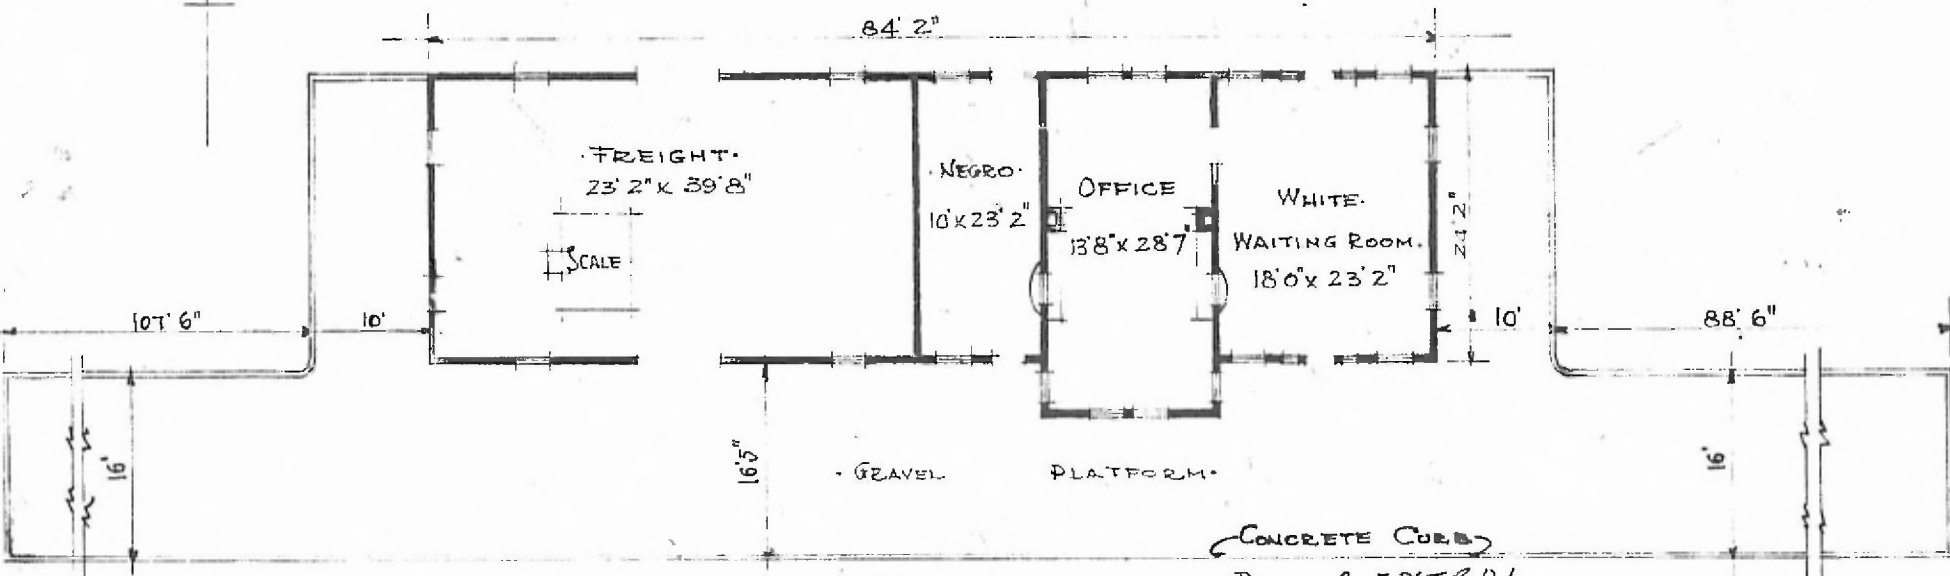 84' 2"
·FREIGHT·
23' 2" X 39' 8"
SCALE
·NEGRO·
10' X 23' 2"
OFFICE
13' 8" X 28' 7"
WHITE·
WAITING ROOM·
18' 0" X 23' 2"
24' 2"
107' 6"
10'
10'
88' 6"
16'
16' 5"
·GRAVEL PLATFORM·
16'
CONCRETE CURB